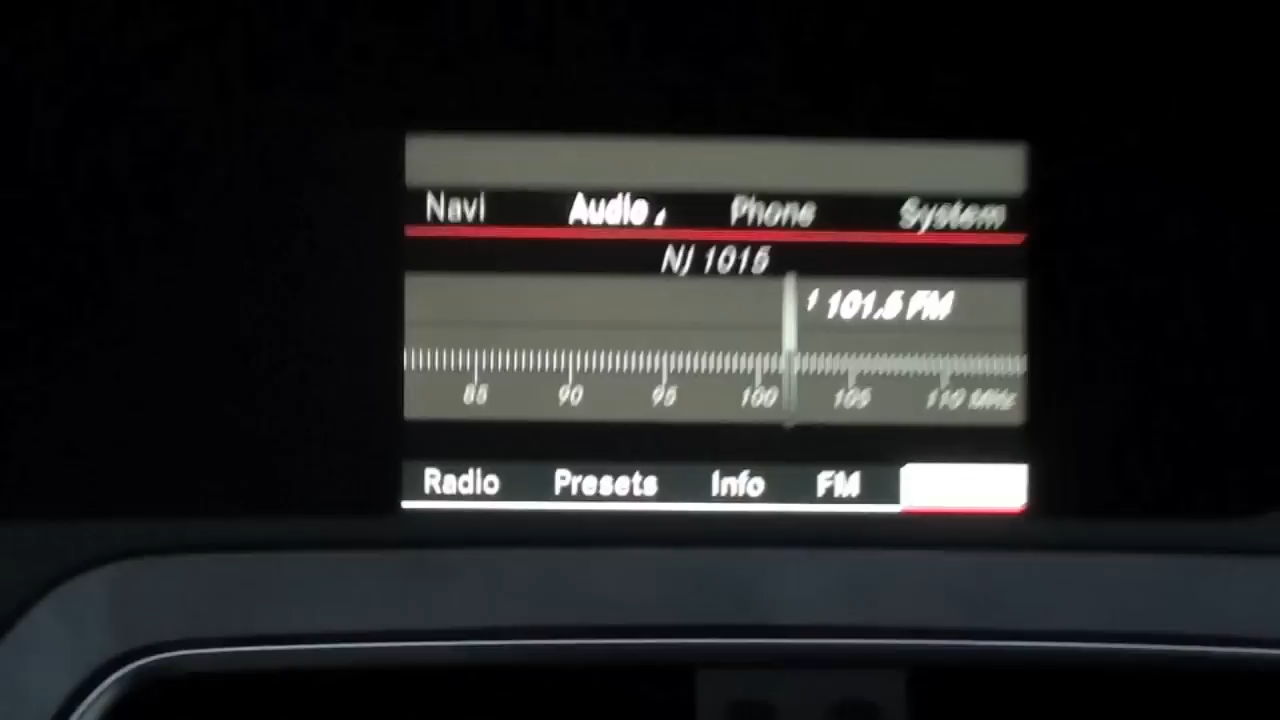 Navi Audio Phone System
NJ 1015
101.5 FM
85 90 95 100 105 110 MHz
Radio Presets Info FM